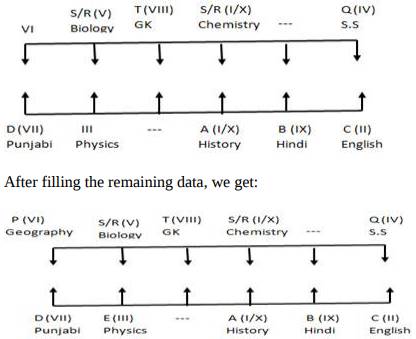 S/R (V) T (VIII) S/R (I/X) Q (IV)
VI Biology GK Chemistry --- S.S
D (VII) III --- A (I/X) B (IX) C (II)
Punjabi Physics History Hindi English
After filling the remaining data, we get:
P (VI) S/R (V) T (VIII) S/R (I/X) Q (IV)
Geography Biology GK Chemistry --- S.S
D (VII) E (III) --- A (I/X) B (IX) C (II)
Punjabi Physics History Hindi English